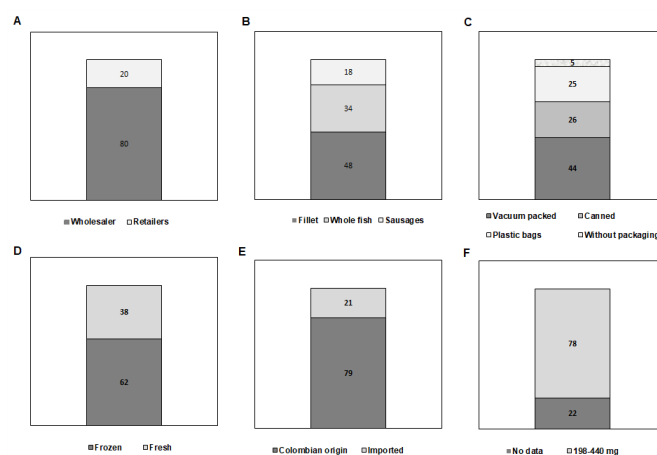 A
20
80
Wholesaler Retailers
B
18
34
48
Fillet Whole fish Sausages
C
5
25
26
44
Vacuum packed Canned
Plastic bags Without packaging
D
38
62
Frozen Fresh
E
21
79
Colombian origin Imported
F
78
22
No data 198-440 mg